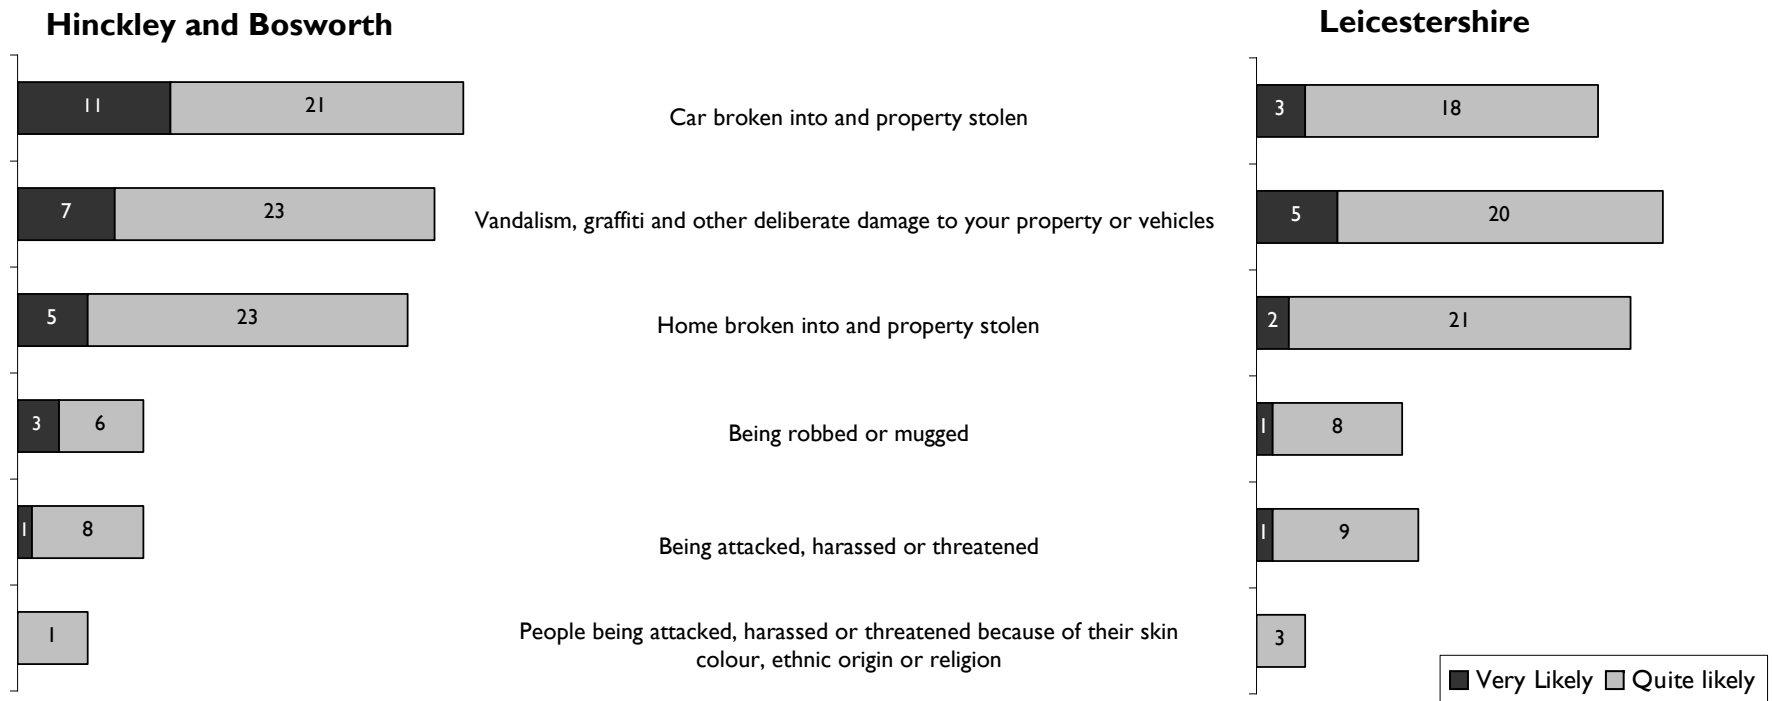 Hinckley and Bosworth
Leicestershire
11 21 Car broken into and property stolen 3 18
7 23 Vandalism, graffiti and other deliberate damage to your property or vehicles 5 20
5 23 Home broken into and property stolen 2 21
3 6 Being robbed or mugged 1 8
1 8 Being attacked, harassed or threatened 1 9
1 People being attacked, harassed or threatened because of their skin 3
colour, ethnic origin or religion
Very Likely Quite likely